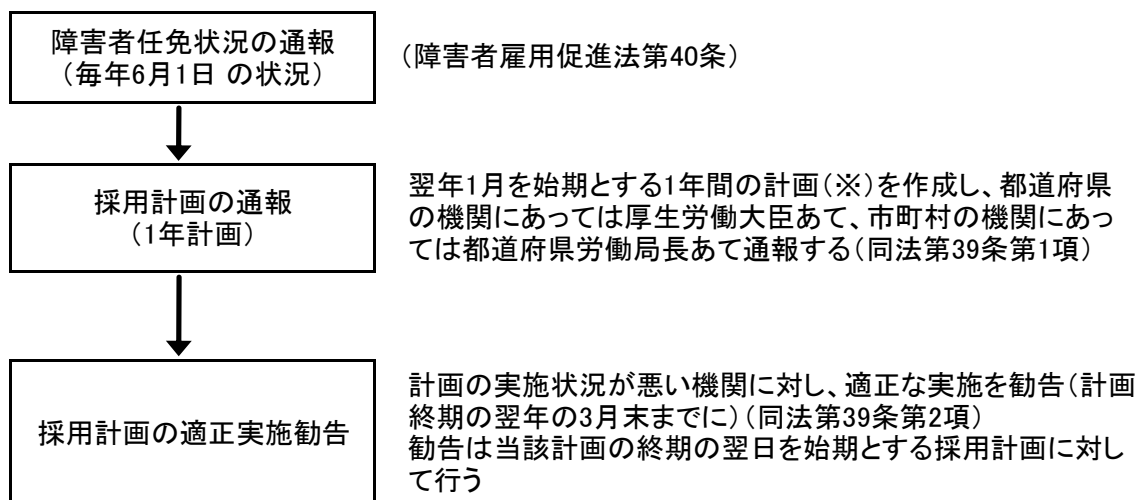 障害者任免状況の通報
（毎年6月1日 の状況）
（障害者雇用促進法第40条）
採用計画の通報
（1年計画）
翌年1月を始期とする1年間の計画（※）を作成し、都道府県
の機関にあっては厚生労働大臣あて、市町村の機関にあっ
ては都道府県労働局長あて通報する（同法第39条第1項）
採用計画の適正実施勧告
計画の実施状況が悪い機関に対し、適正な実施を勧告（計画
終期の翌年の3月末までに）（同法第39条第2項）
勧告は当該計画の終期の翌日を始期とする採用計画に対し
て行う